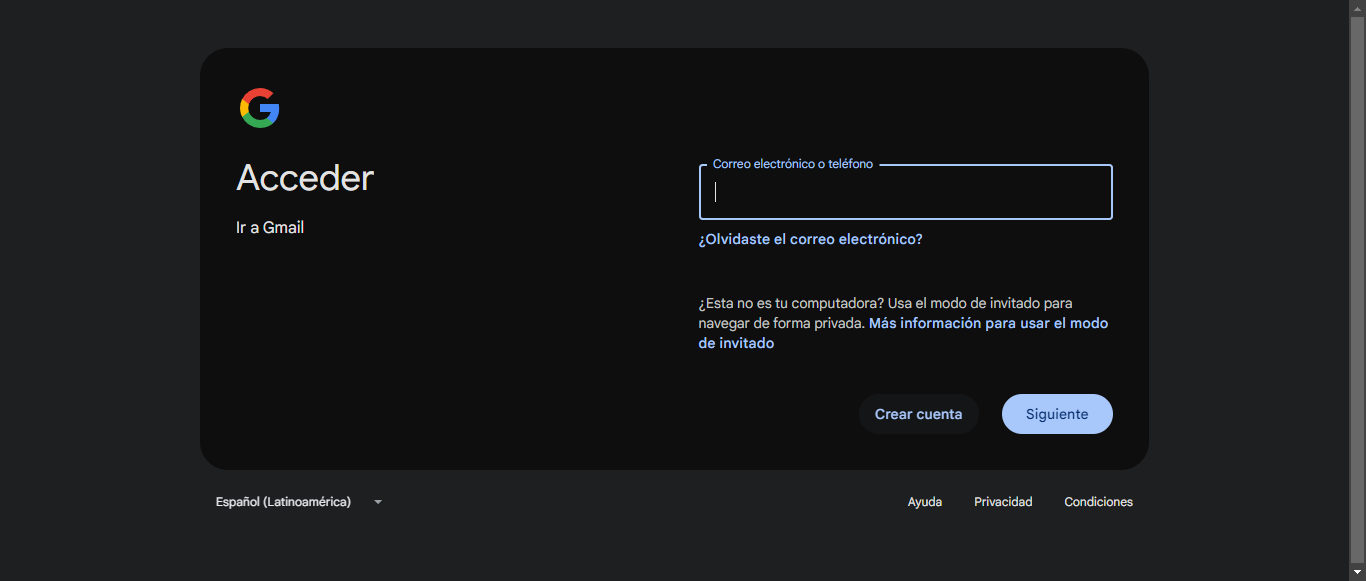 Acceder
Ir a Gmail
Correo electrónico o teléfono
¿Olvidaste el correo electrónico?
¿Esta no es tu computadora? Usa el modo de invitado para
navegar de forma privada. Más información para usar el modo
de invitado
Crear cuenta
Siguiente
Español (Latinoamérica)
Ayuda
Privacidad
Condiciones